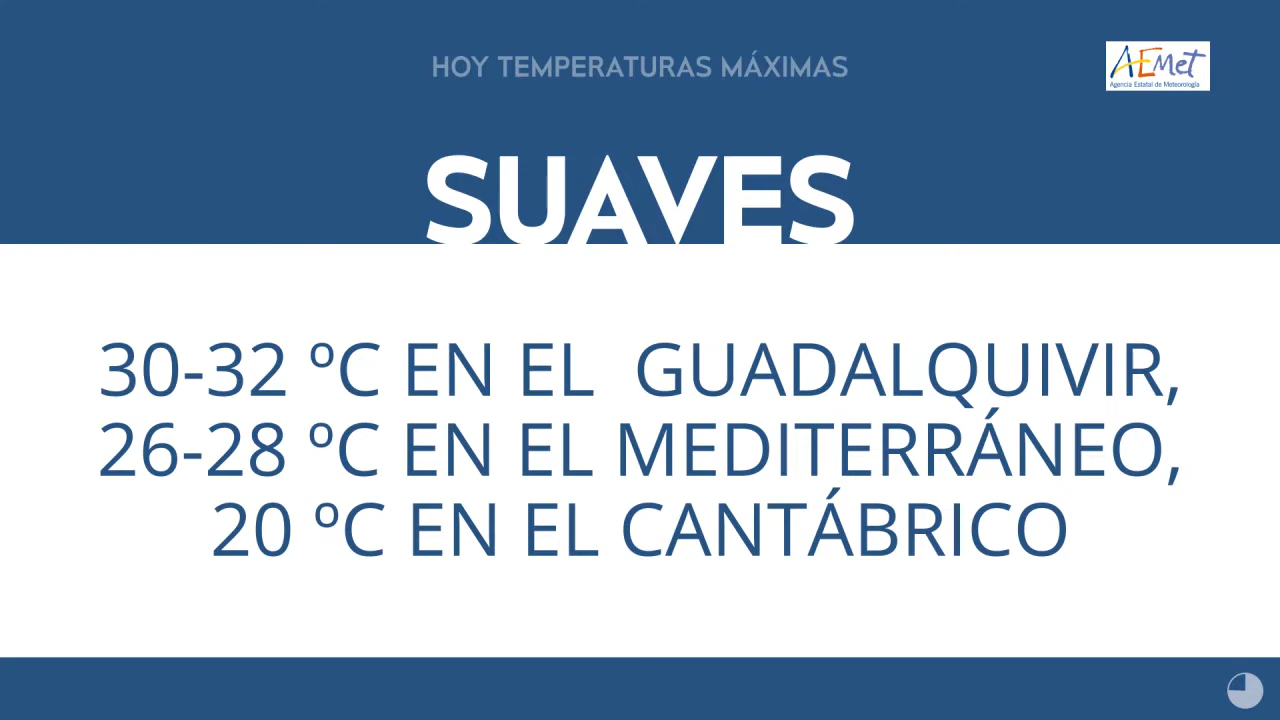 HOY TEMPERATURAS MÁXIMAS
AEMet
Agencia Estatal de Meteorología
SUAVES
30-32 ºC EN EL  GUADALQUIVIR,
26-28 ºC EN EL MEDITERRÁNEO,
20 ºC EN EL CANTÁBRICO